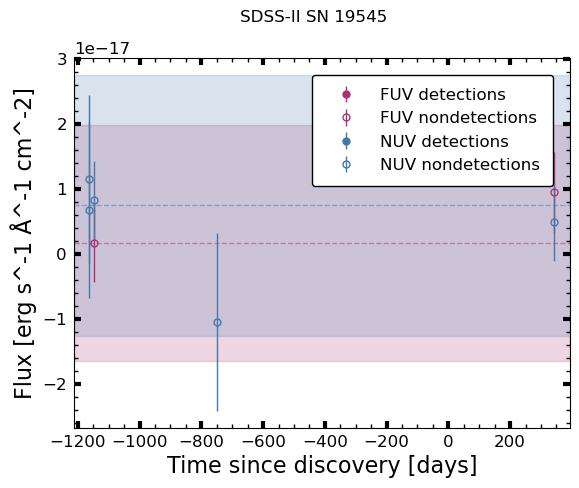 SDSS-II SN 19545
1e−17
FUV detections
FUV nondetections
NUV detections
NUV nondetections
3
2
1
0
−1
−2
Flux [erg s^-1 Å^-1 cm^-2]
−1200 −1000 −800 −600 −400 −200 0 200
Time since discovery [days]